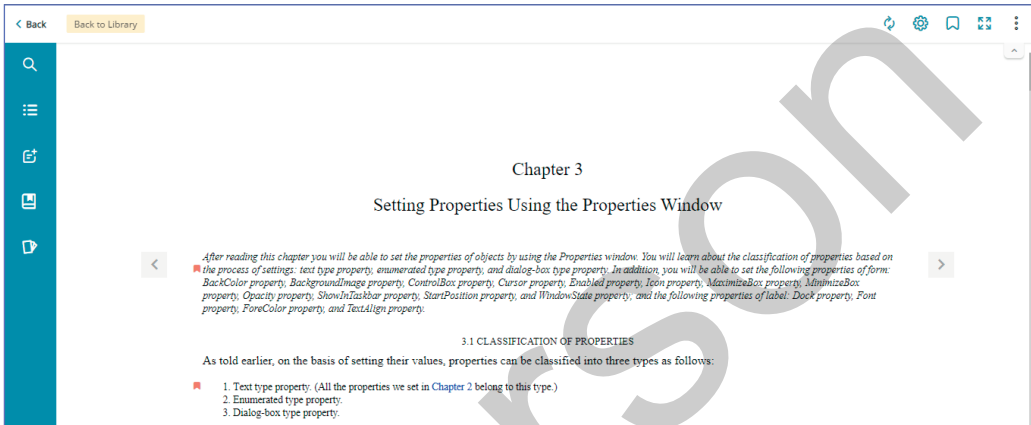 Back
Back to Library
Chapter 3
Setting Properties Using the Properties Window
After reading this chapter you will be able to set the properties of objects by using the Properties window. You will learn about the classification of properties based on
the process of settings: text type property, enumerated type property, and dialog-box type property. In addition, you will be able to set the following properties of form:
BackColor property, BackgroundImage property, ControlBox property, Cursor property, Enabled property, Icon property, MaximizeBox property, MinimizeBox
property, Opacity property, ShowInTaskbar property, StartPosition property, and WindowState property; and the following properties of label: Dock property, Font
property, ForeColor property, and TextAlign property.
3.1 CLASSIFICATION OF PROPERTIES
As told earlier, on the basis of setting their values, properties can be classified into three types as follows:
1. Text type property. (All the properties we set in Chapter 2 belong to this type.)
2. Enumerated type property.
3. Dialog-box type property.
rson